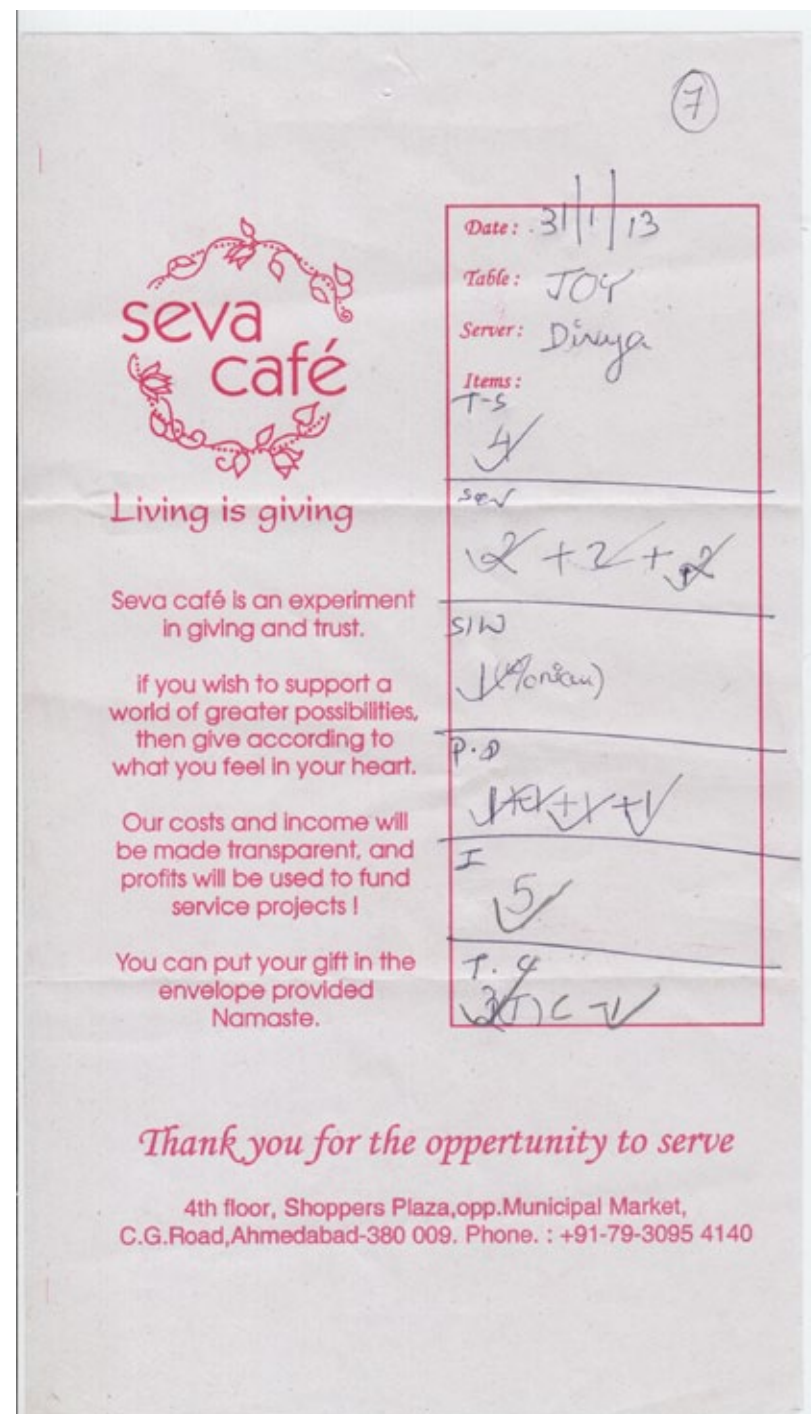 7
seva
café
Living is giving
Seva café is an experiment
in giving and trust.
if you wish to support a
world of greater possibilities,
then give according to
what you feel in your heart.
Our costs and income will
be made transparent, and
profits will be used to fund
service projects !
You can put your gift in the
envelope provided
Namaste.
Date : 31/1/13
Table : JOY
Server :
Items :
T-S
4
2 + 2 + 2
S/W
P.D
I
5
T. C
Thank you for the oppertunity to serve
4th floor, Shoppers Plaza,opp.Municipal Market,
C.G.Road,Ahmedabad-380 009. Phone. : +91-79-3095 4140